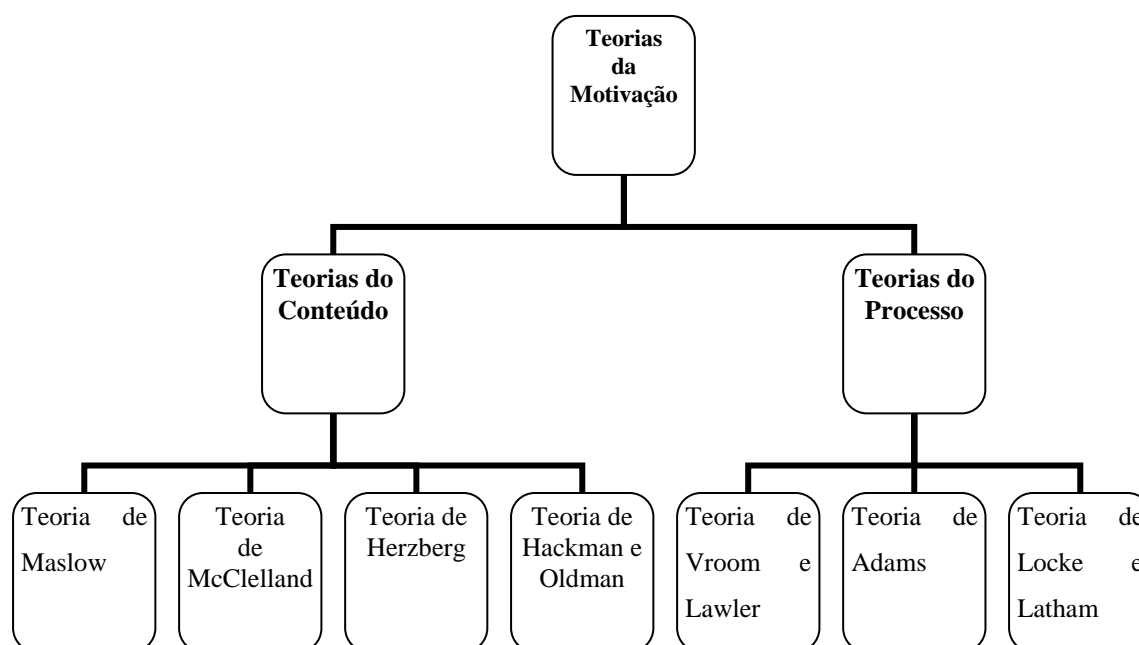 Teorias
da
Motivação
Teorias do
Conteúdo
Teorias do
Processo
Teoria de
Maslow
Teoria
de
McClelland
Teoria de
Herzberg
Teoria de
Hackman e
Oldman
Teoria de
Vroom e
Lawler
Teoria de
Adams
Teoria de
Locke e
Latham